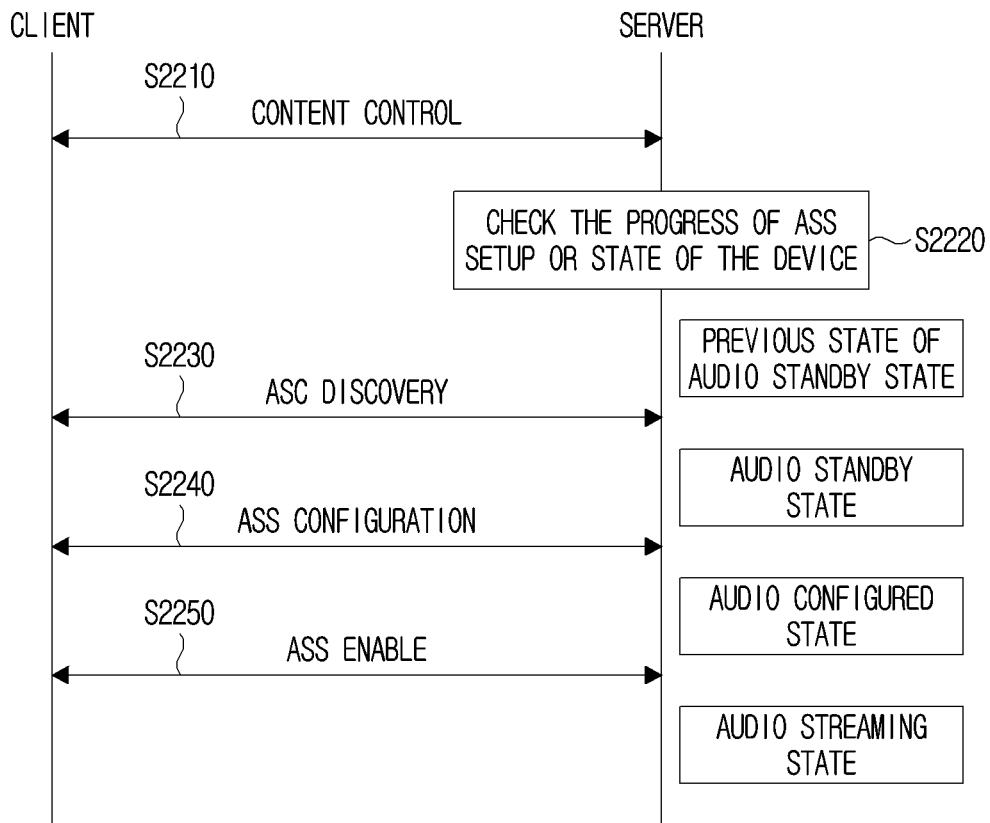 CLIENT
SERVER
S2210
CONTENT CONTROL
CHECK THE PROGRESS OF ASS
SETUP OR STATE OF THE DEVICE
S2220
PREVIOUS STATE OF
AUDIO STANDBY STATE
S2230
ASC DISCOVERY
AUDIO STANDBY
STATE
S2240
ASS CONFIGURATION
AUDIO CONFIGURED
STATE
S2250
ASS ENABLE
AUDIO STREAMING
STATE